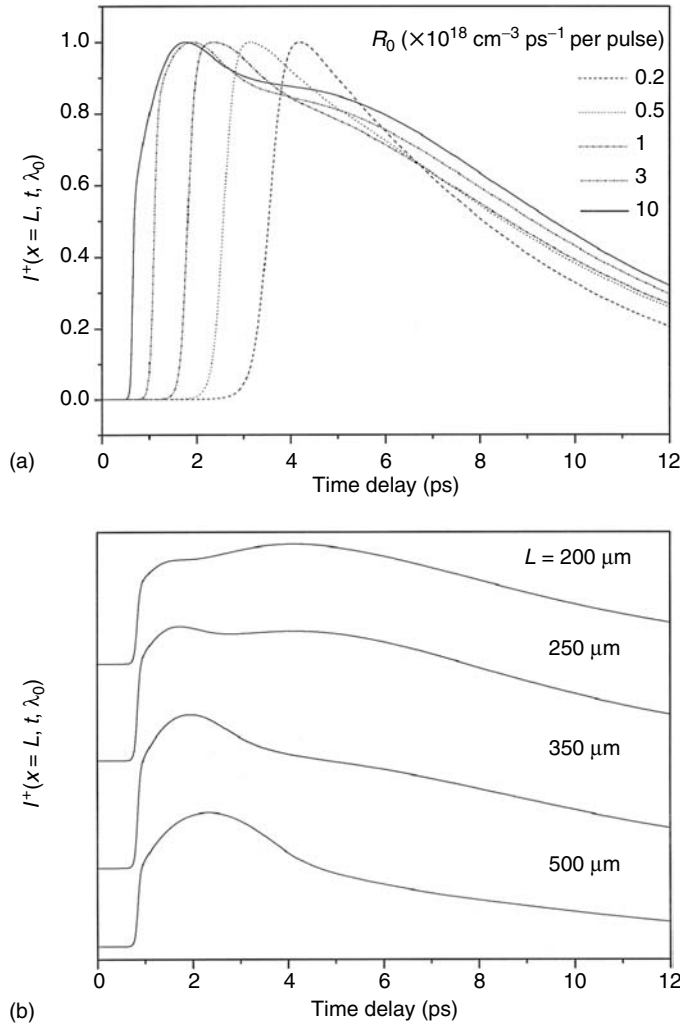 R₀ (×10¹⁸ cm⁻³ ps⁻¹ per pulse)
0.2
0.5
1
3
10
1.0
0.8
0.6
0.4
0.2
0.0
I⁺(x = L, t, λ₀)
0 2 4 6 8 10 12
Time delay (ps)
(a)
L = 200 μm
250 μm
350 μm
500 μm
I⁺(x = L, t, λ₀)
0 2 4 6 8 10 12
Time delay (ps)
(b)